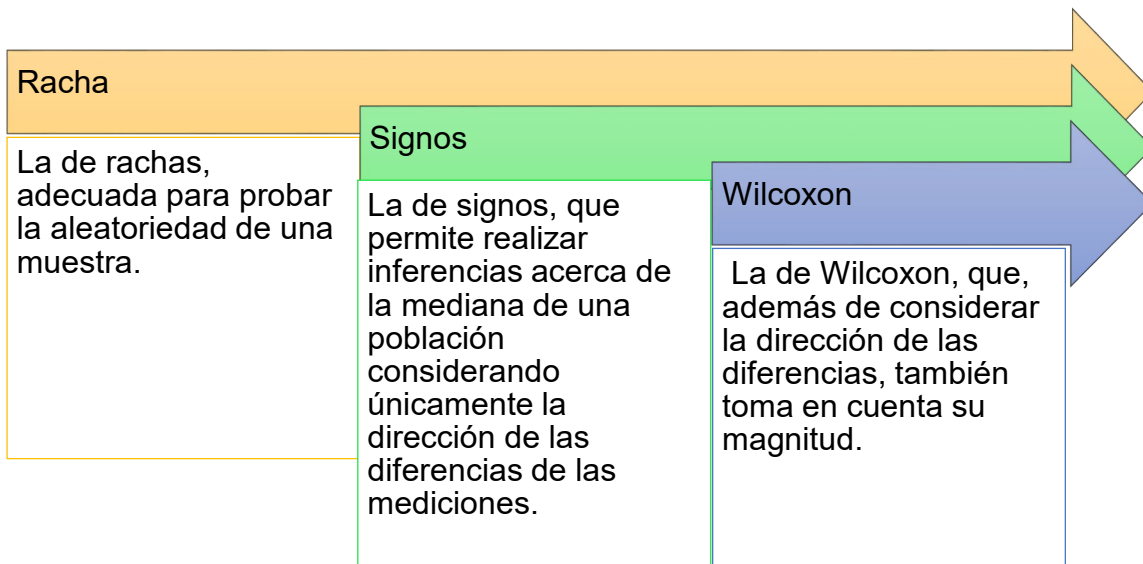 Racha
La de rachas,
adecuada para probar
la aleatoriedad de una
muestra.
Signos
La de signos, que
permite realizar
inferencias acerca de
la mediana de una
población
considerando
únicamente la
dirección de las
diferencias de las
mediciones.
Wilcoxon
La de Wilcoxon, que,
además de considerar
la dirección de las
diferencias, también
toma en cuenta su
magnitud.